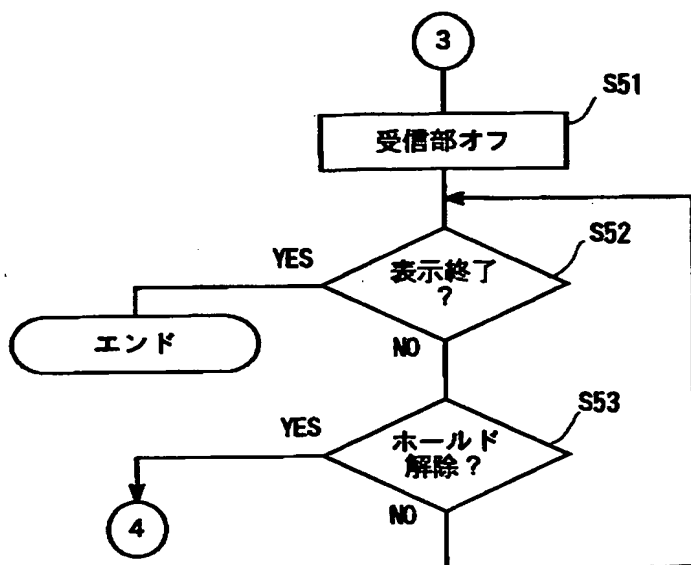 3
S51
受信部オフ
S52
YES
表示終了
?
エンド
NO
S53
YES
ホールド
解除?
NO
4